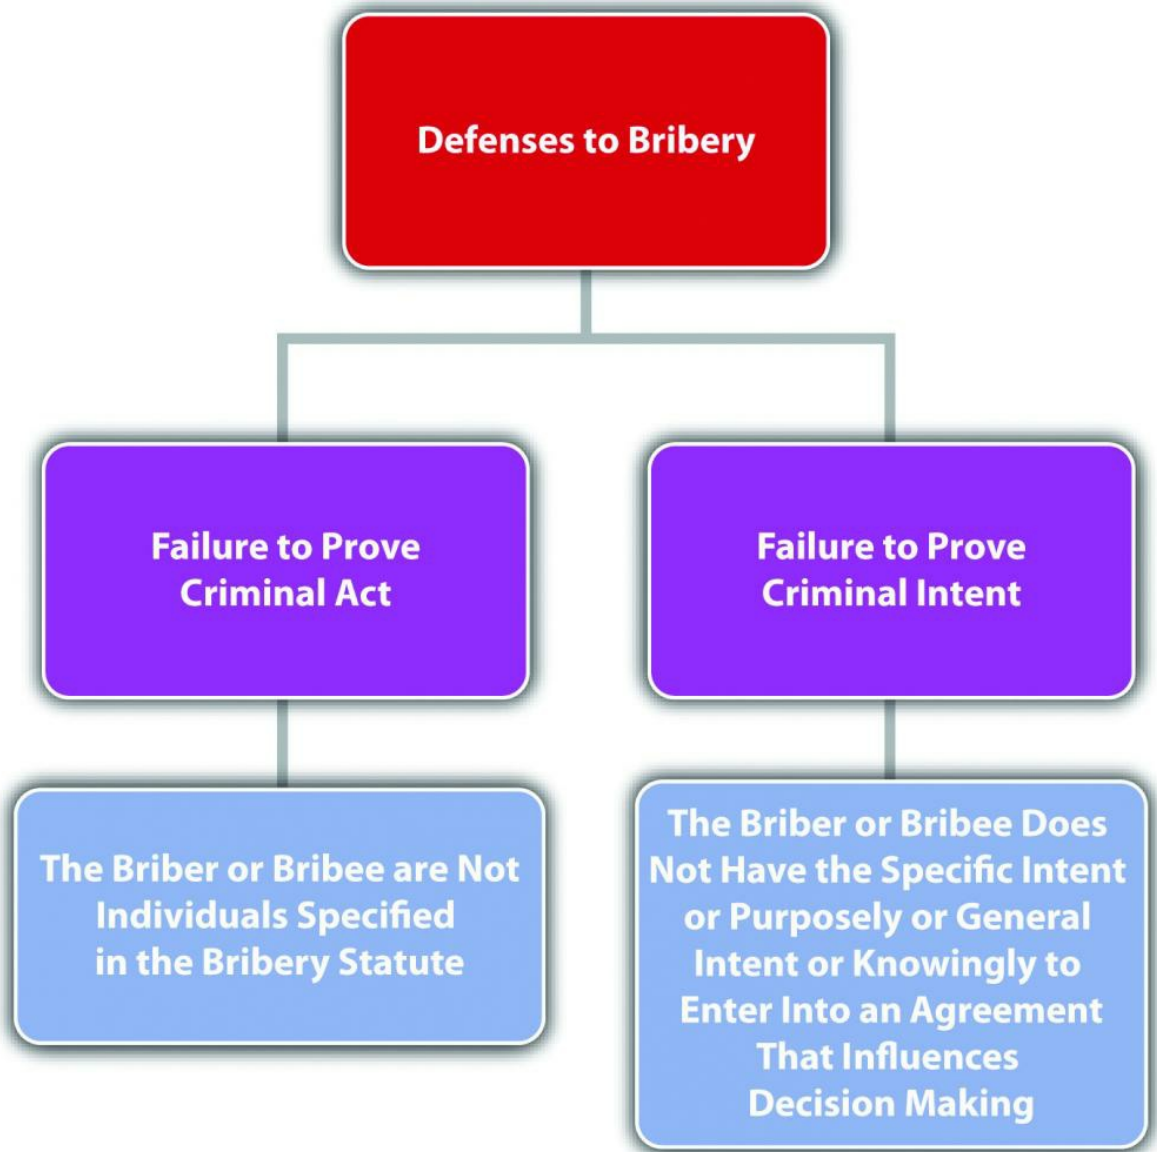 Defenses to Bribery
Failure to Prove
Criminal Act
Failure to Prove
Criminal Intent
The Briber or Bribee are Not
Individuals Specified
in the Bribery Statute
The Briber or Bribee Does
Not Have the Specific Intent
or Purposely or General
Intent or Knowingly to
Enter Into an Agreement
That Influences
Decision Making